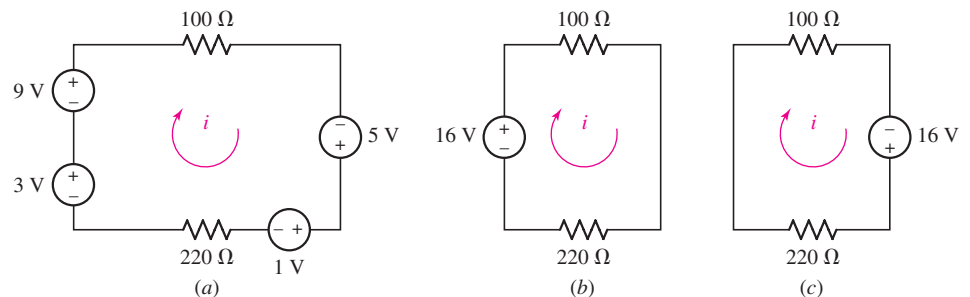 100 Ω 100 Ω 100 Ω
+ − 9 V
i
− + 5 V
+ − 16 V
i
i
− + 16 V
+ − 3 V
220 Ω
− +
1 V
220 Ω
220 Ω
(a) (b) (c)